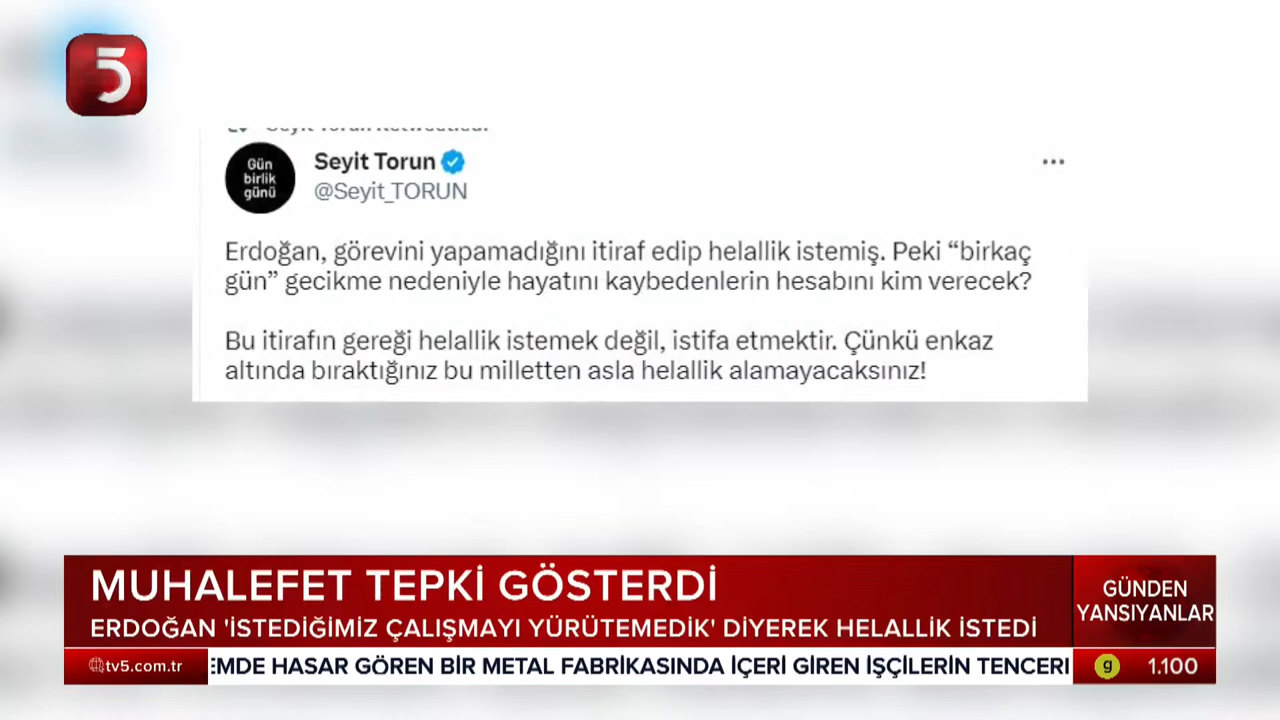 5
Seyit Torun Retweetledi
Gün
birlik
günü
Seyit Torun
@Seyit_TORUN
Erdoğan, görevini yapamadığını itiraf edip helallik istemiş. Peki “birkaç
gün” gecikme nedeniyle hayatını kaybedenlerin hesabını kim verecek?
Bu itirafın gereği helallik istemek değil, istifa etmektir. Çünkü enkaz
altında bıraktığınız bu milletten asla helallik alamayacaksınız!
MUHALEFET TEPKİ GÖSTERDİ
ERDOĞAN 'İSTEDİĞİMİZ ÇALIŞMAYI YÜRÜTEMEDİK' DİYEREK HELALLİK İSTEDİ
GÜNDEN
YANSIYANLAR
tv5.com.tr
EMDE HASAR GÖREN BİR METAL FABRİKASINDA İÇERİ GİREN İŞÇİLERİN TENCERI
g 1.100